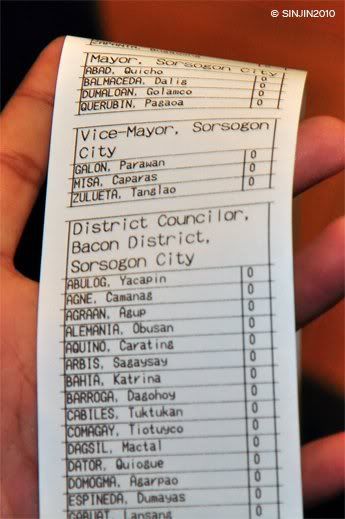 © SINJIN2010
Mayor, Sorsogon City
ABAD, Quicho 0
BALMACEDA, Dalig 0
DUMALOAN, Golamco 0
QUERUBIN, Pagaoa 0
Vice-Mayor, Sorsogon
City
GALON, Parawan 0
MISA, Caparas 0
ZULUETA, Tanglao 0
District Councilor,
Bacon District,
Sorsogon City
ABULOG, Yacapin 0
AGNE, Camanag 0
AGRAAN, Agup 0
ALEMANIA, Obusan 0
AQUINO, Carating 0
ARBIS, Sagaysay 0
BAHIA, Katrina 0
BARROGA, Dagohoy 0
CABILES, Tuktukan 0
COMAGAY, Tiotuyco 0
DAGSIL, Mactal 0
DATOR, Quiogue 0
DOMOGMA, Agarpao 0
ESPINEDA, Dumayas 0
Lansang 0